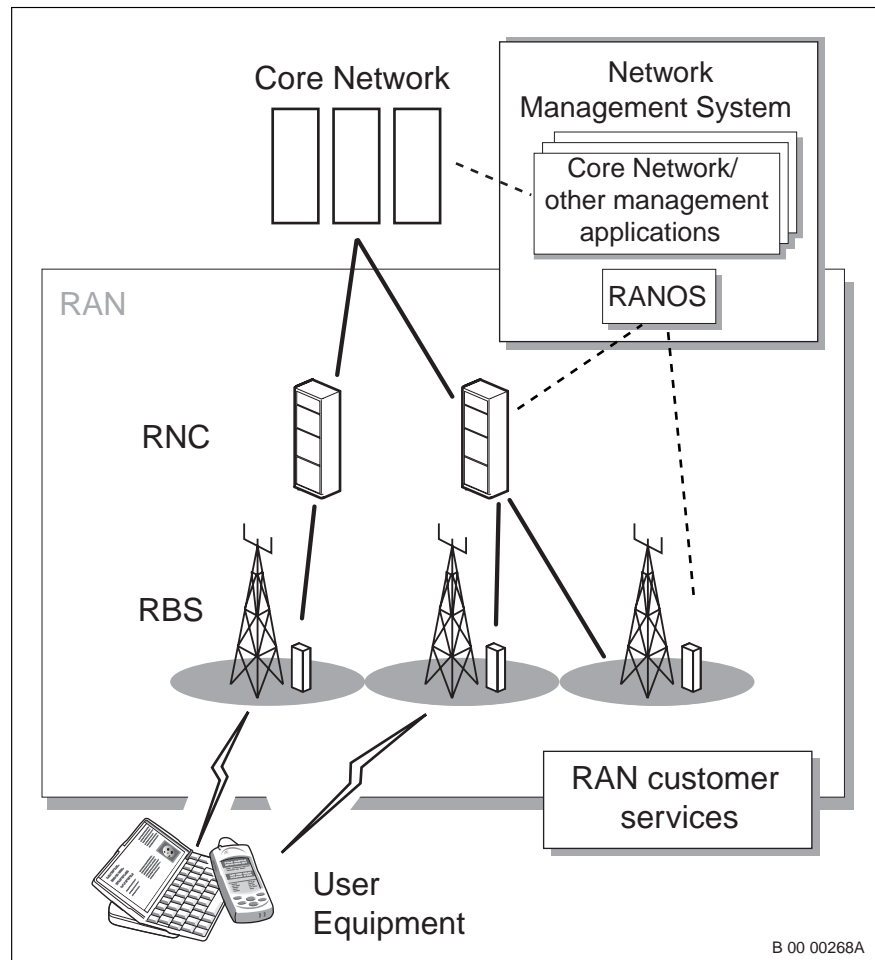 Core Network
Network
Management System
Core Network/
other management
applications
RAN
RANOS
RNC
RBS
RAN customer
services
User
Equipment
B 00 00268A